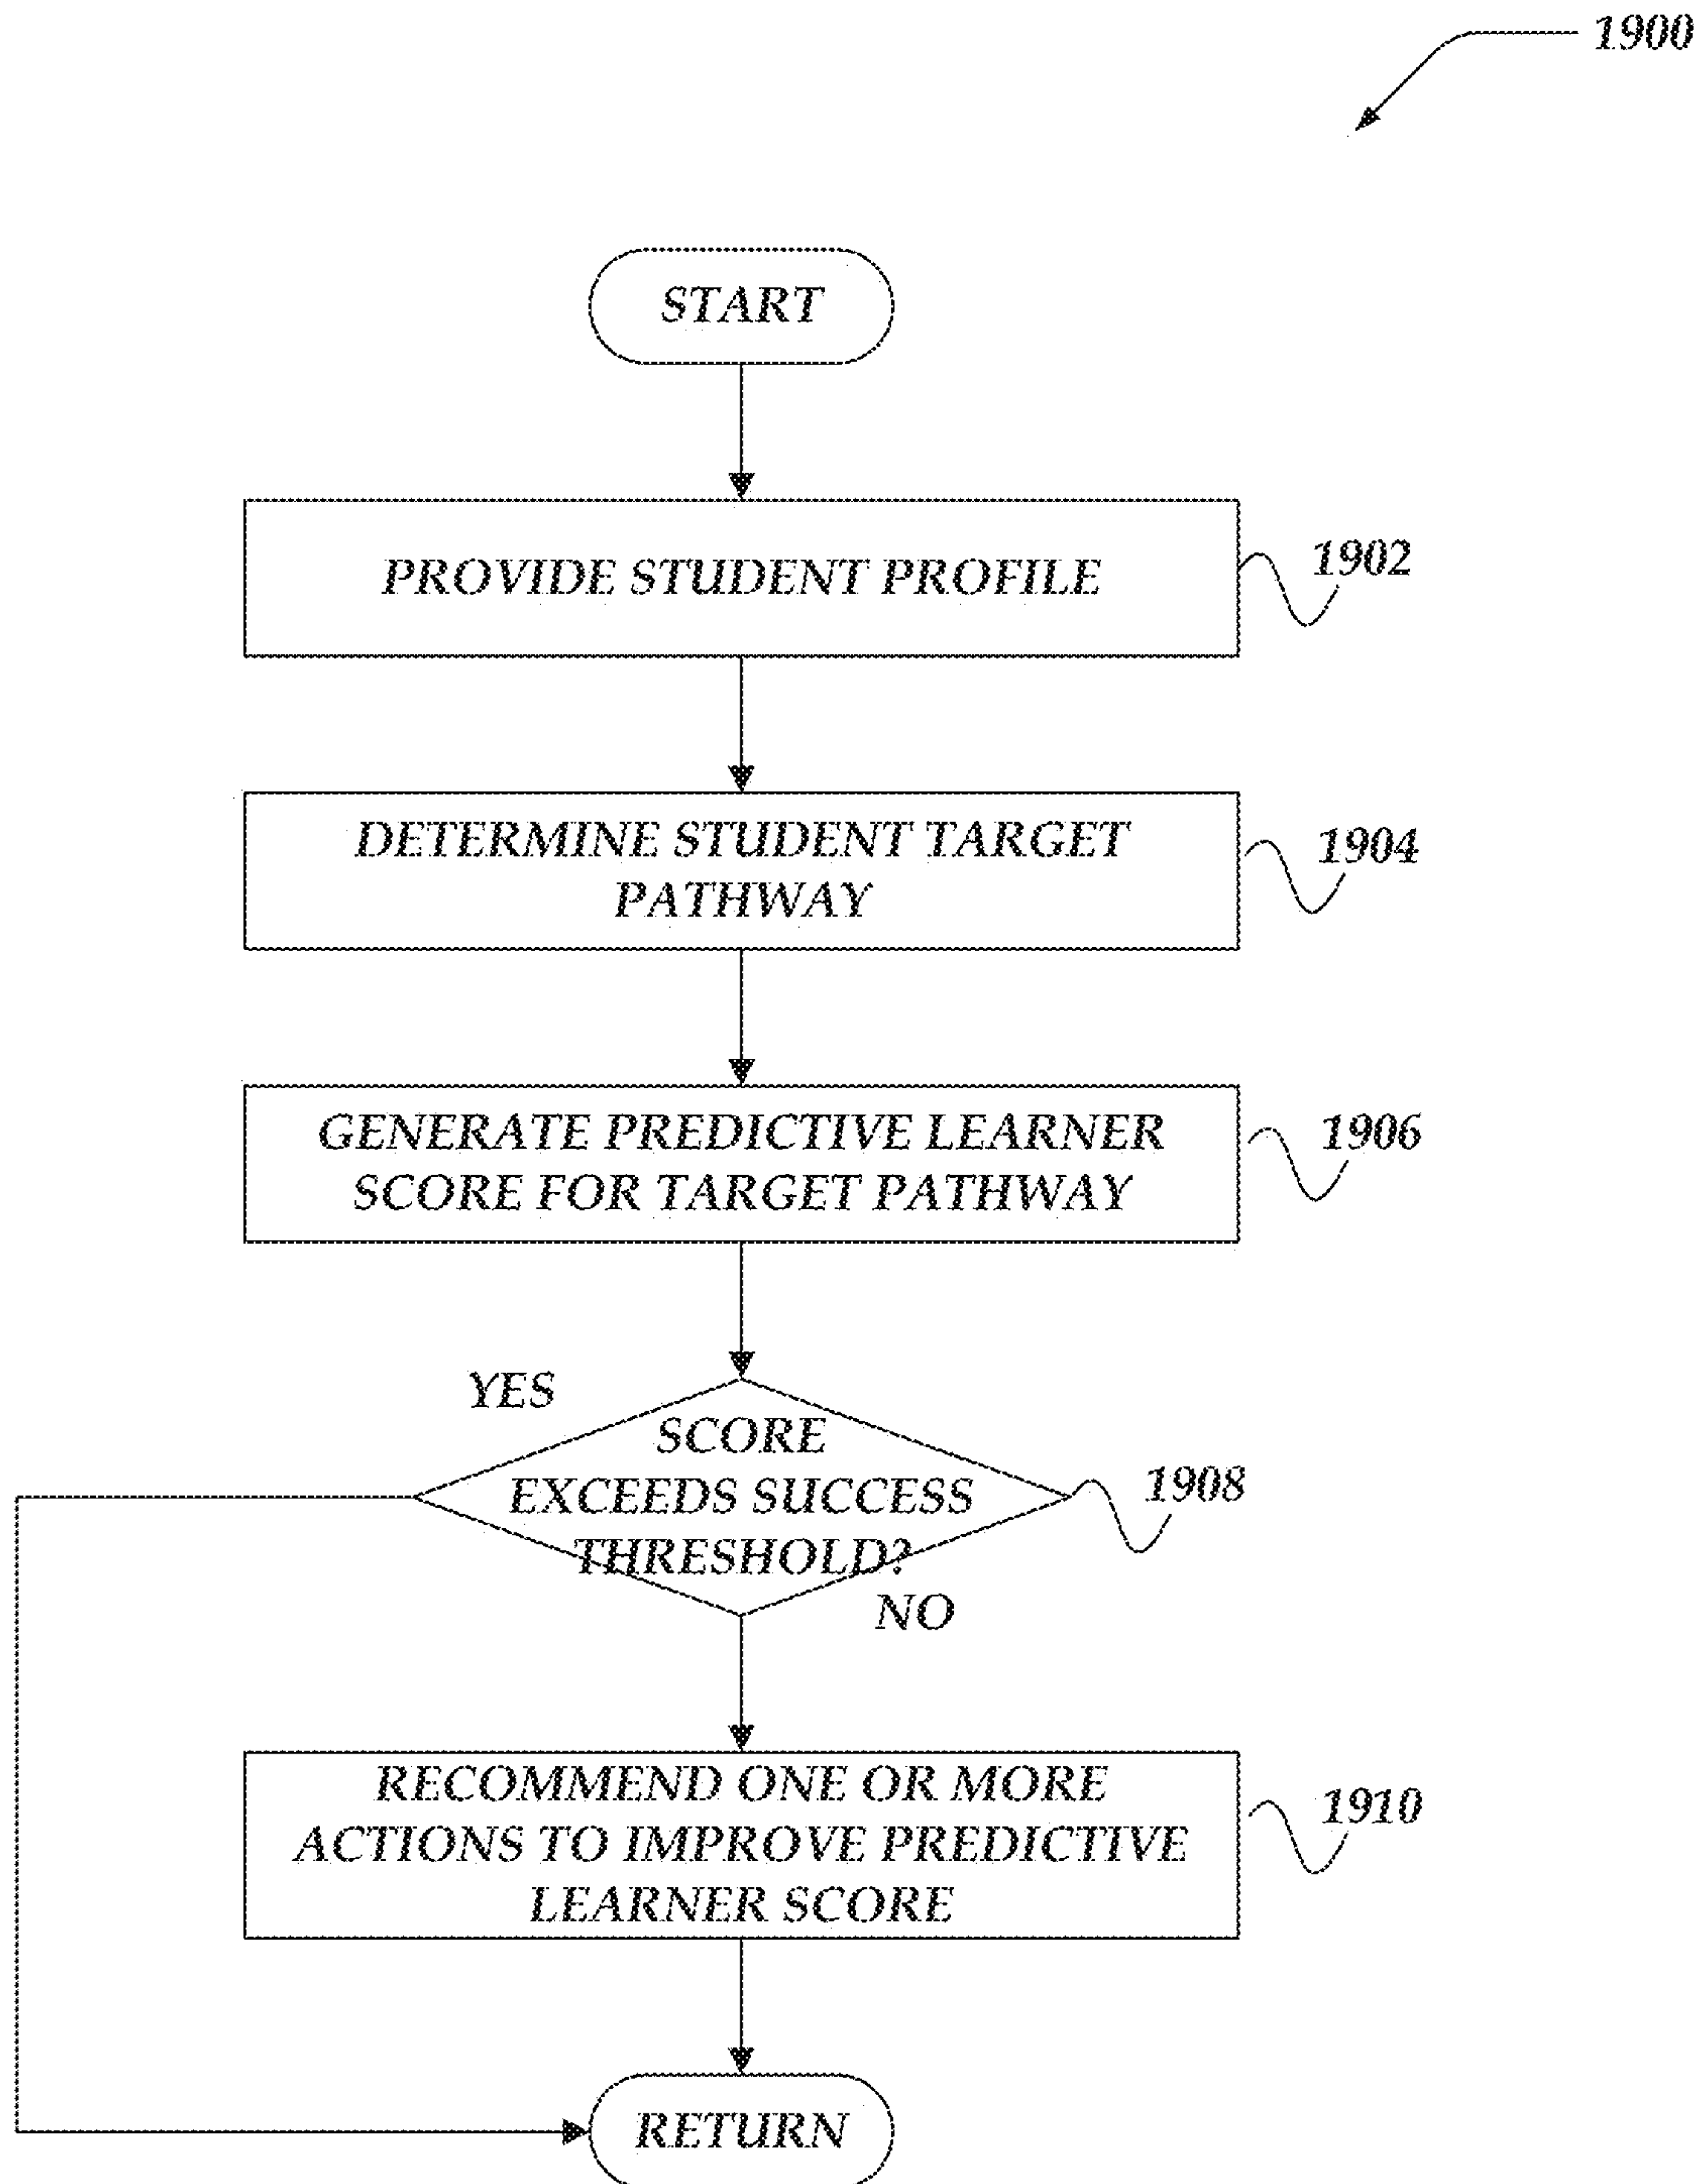 1900
START
PROVIDE STUDENT PROFILE
1902
DETERMINE STUDENT TARGET
PATHWAY
1904
GENERATE PREDICTIVE LEARNER
SCORE FOR TARGET PATHWAY
1906
YES
SCORE
EXCEEDS SUCCESS
THRESHOLD?
1908
NO
RECOMMEND ONE OR MORE
ACTIONS TO IMPROVE PREDICTIVE
LEARNER SCORE
1910
RETURN